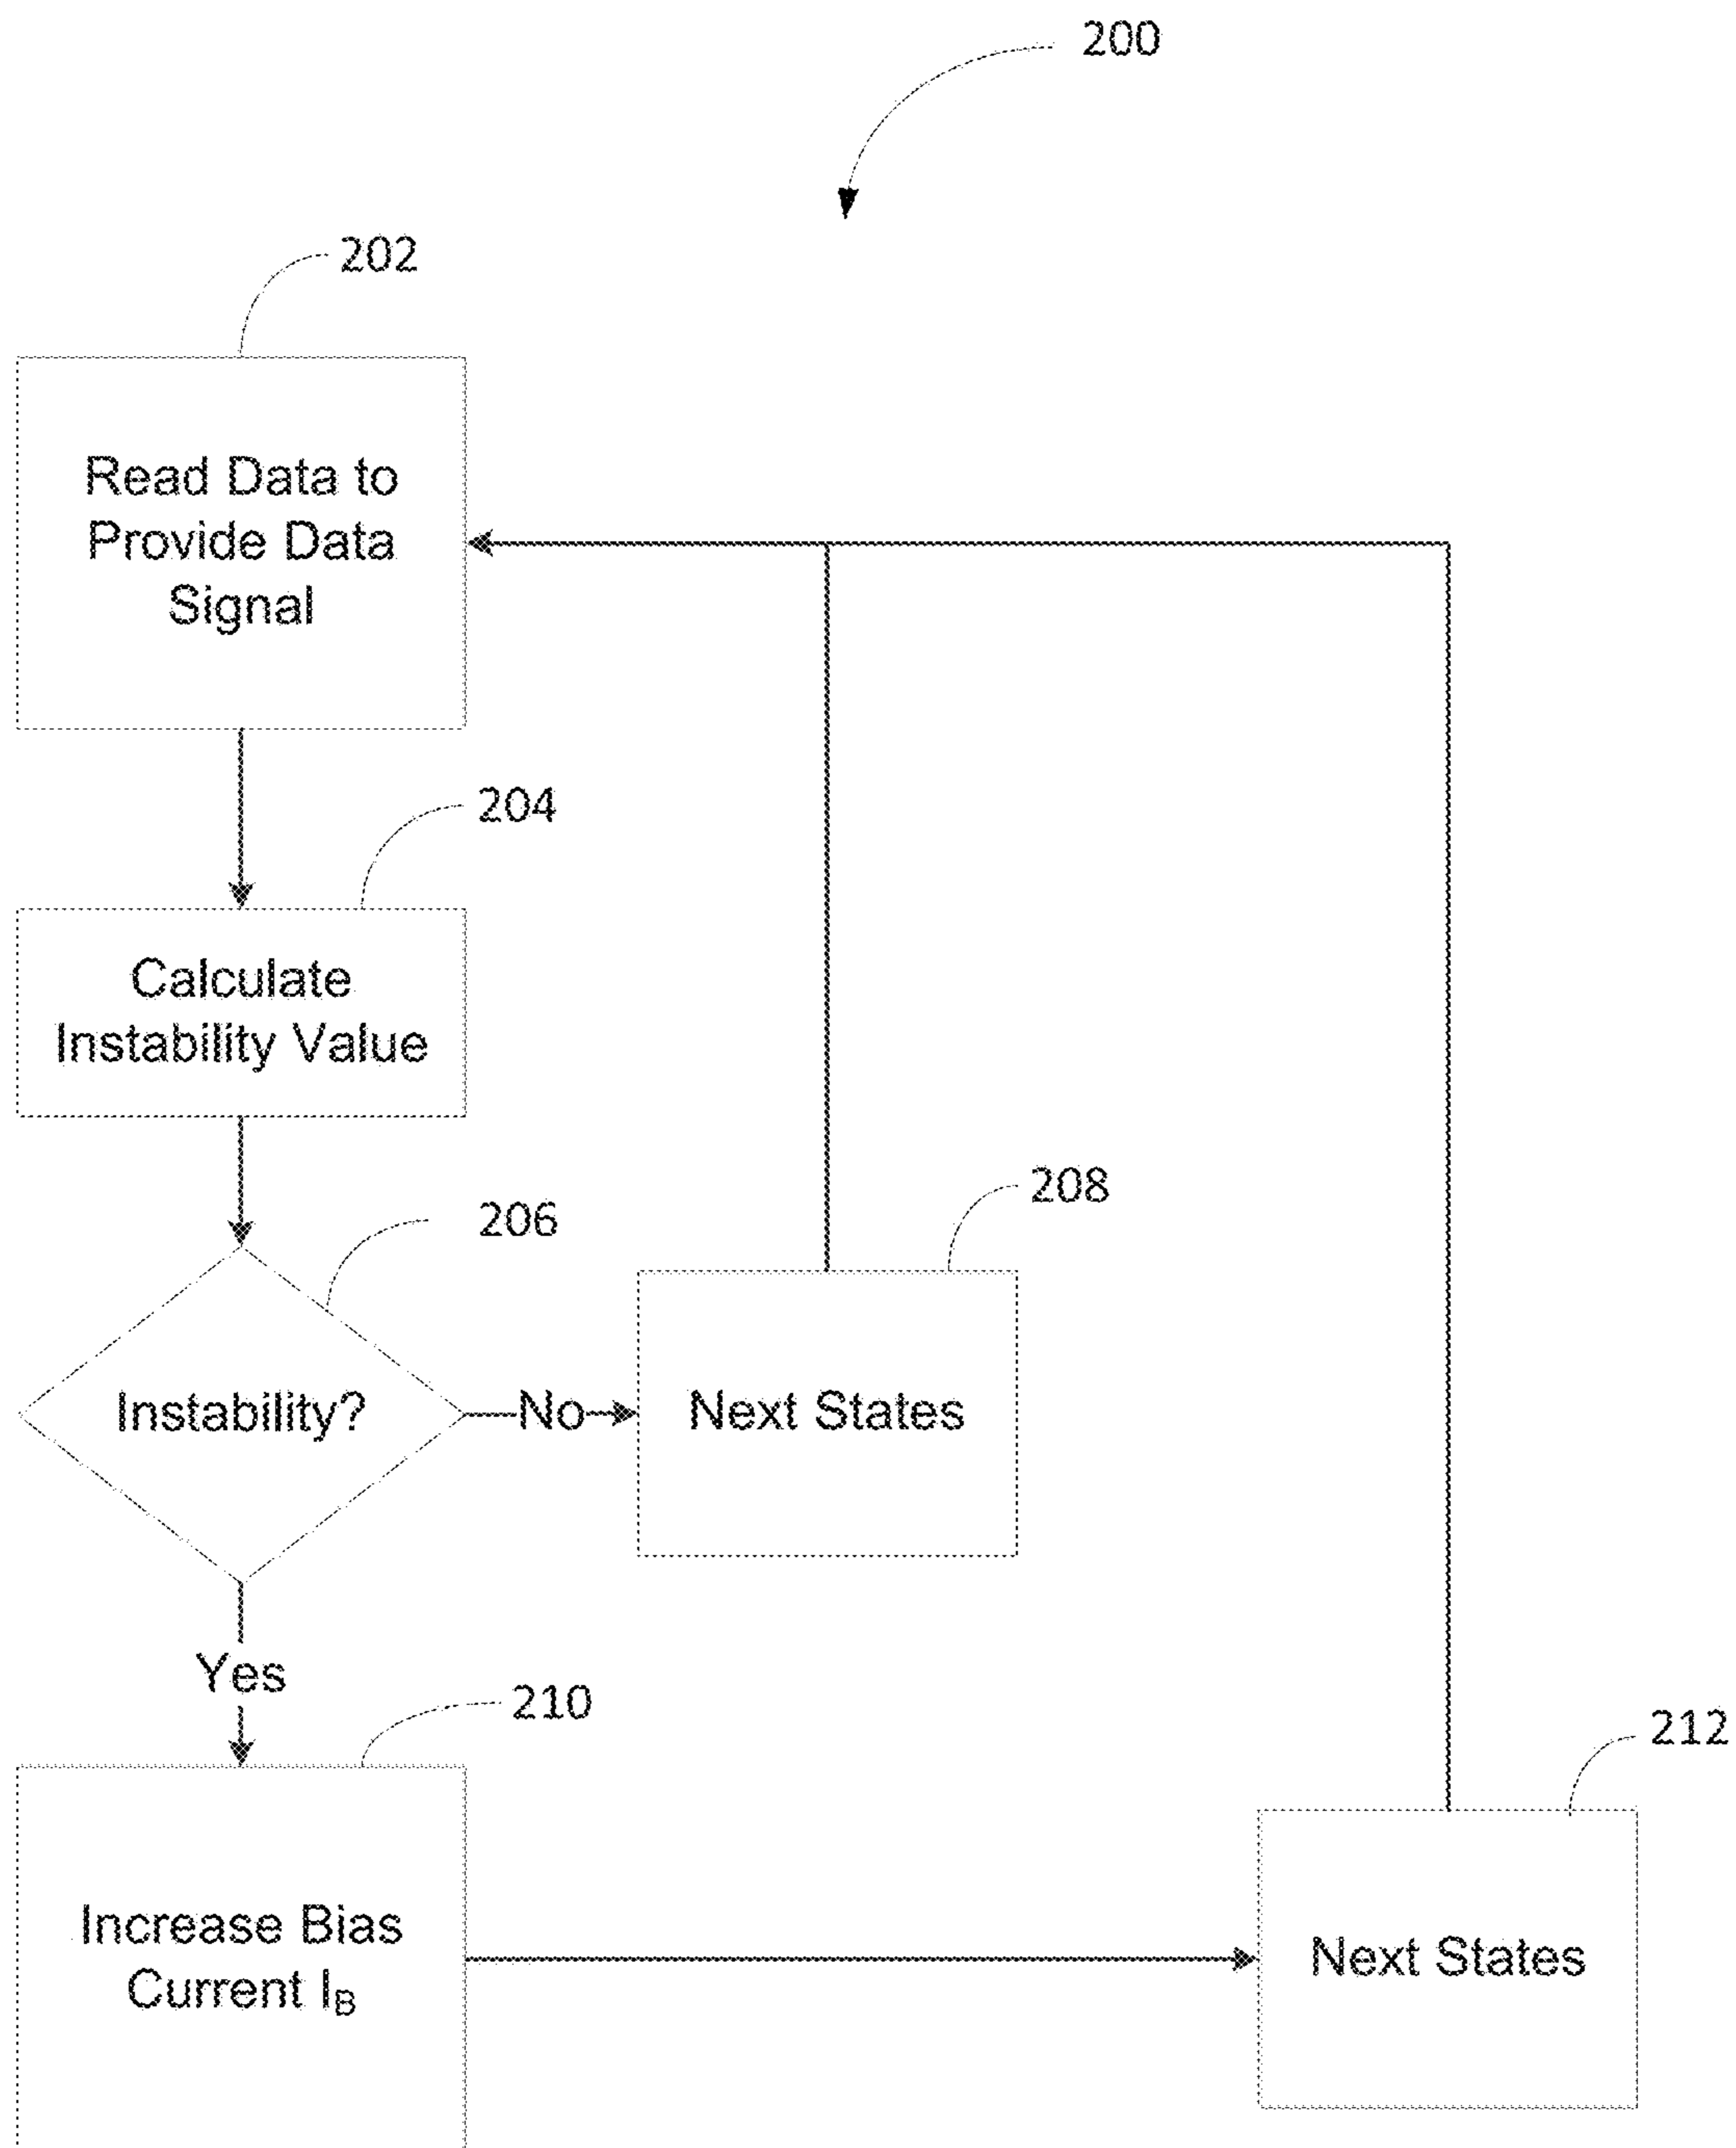 200
202
Read Data to
Provide Data
Signal
204
Calculate
Instability Value
206
208
Instability?
No
Next States
Yes
210
212
Increase Bias
Current I_B
Next States